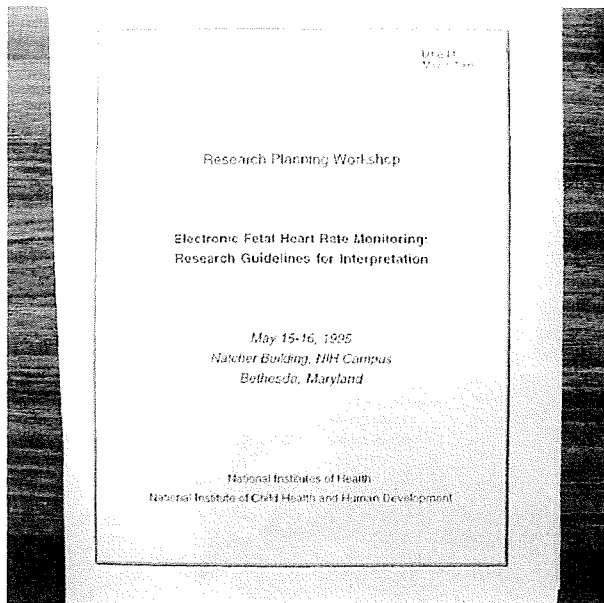 Draft
Research Planning Workshop
Electronic Fetal Heart Rate Monitoring:
Research Guidelines for Interpretation
May 15-16, 1995
Natcher Building, NIH Campus
Bethesda, Maryland
National Institutes of Health
National Institute of Child Health and Human Development